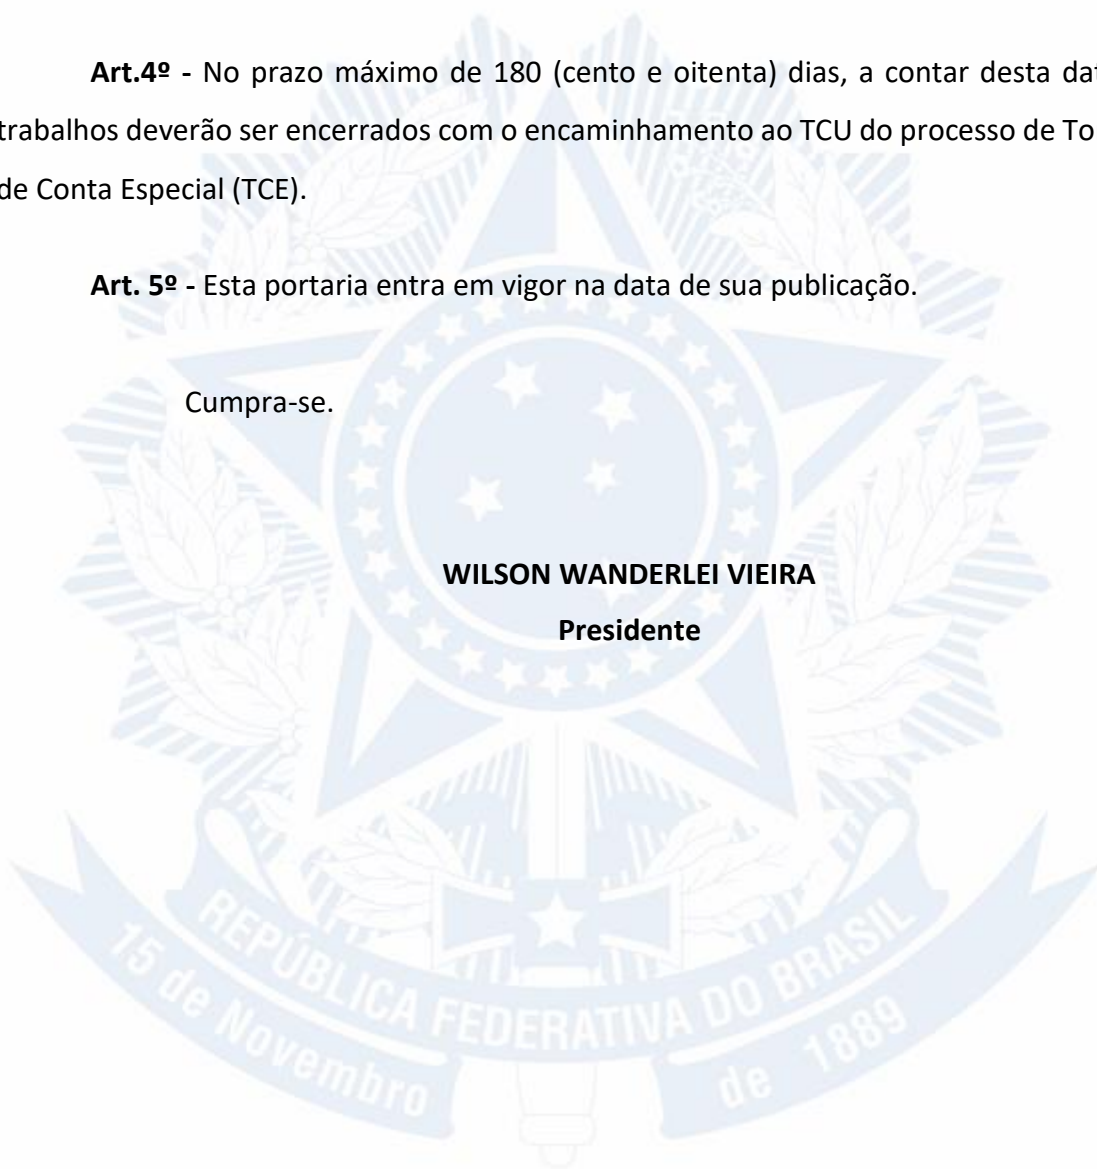 Art.4º - No prazo máximo de 180 (cento e oitenta) dias, a contar desta
trabalhos deverão ser encerrados com o encaminhamento ao TCU do processo de
de Conta Especial (TCE).
Art. 5º - Esta portaria entra em vigor na data de sua publicação.
Cumpra-se.
WILSON WANDERLEI VIEIRA
Presidente
REPÚBLICA FEDERATIVA DO BRASIL
15 de Novembro de 1889